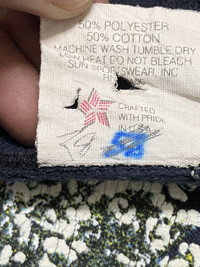 50% POLYESTER
50% COTTON
MACHINE WASH TUMBLE DRY
LOW HEAT DO NOT BLEACH
SUN SPORTSWEAR, INC
CRAFTED
WITH PRIDE
IN U.S.A.